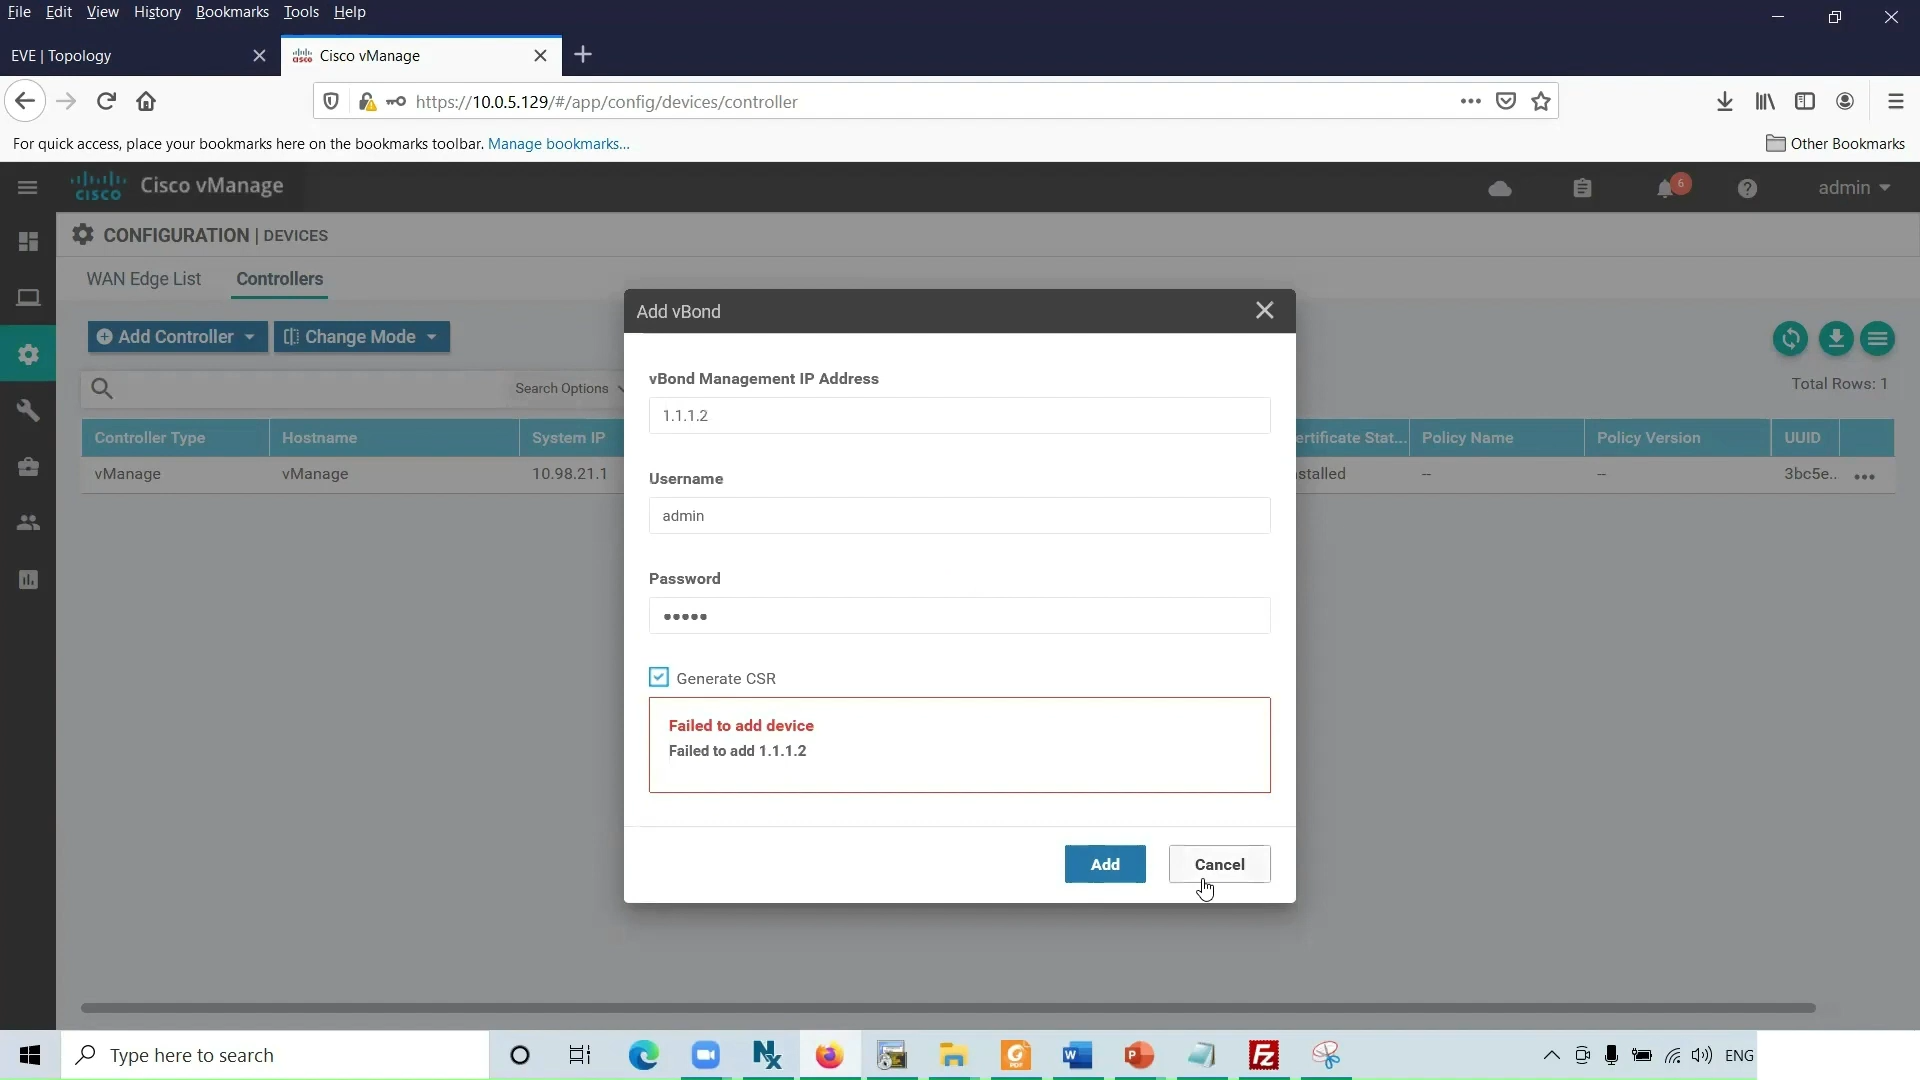 File Edit View History Bookmarks Tools Help
EVE | Topology
cisco Cisco vManage
https://10.0.5.129/#/app/config/devices/controller
For quick access, place your bookmarks here on the bookmarks toolbar. Manage bookmarks...
Other Bookmarks
cisco Cisco vManage
6
admin
CONFIGURATION | DEVICES
WAN Edge List Controllers
Add Controller Change Mode
Search Options
Total Rows: 1
Controller Type Hostname System IP ertificate Stat... Policy Name Policy Version UUID
vManage vManage 10.98.21.1 stalled -- -- 3bc5e..
Add vBond
vBond Management IP Address
1.1.1.2
Username
admin
Password
Generate CSR
Failed to add device
Failed to add 1.1.1.2
Add Cancel
Type here to search
ENG